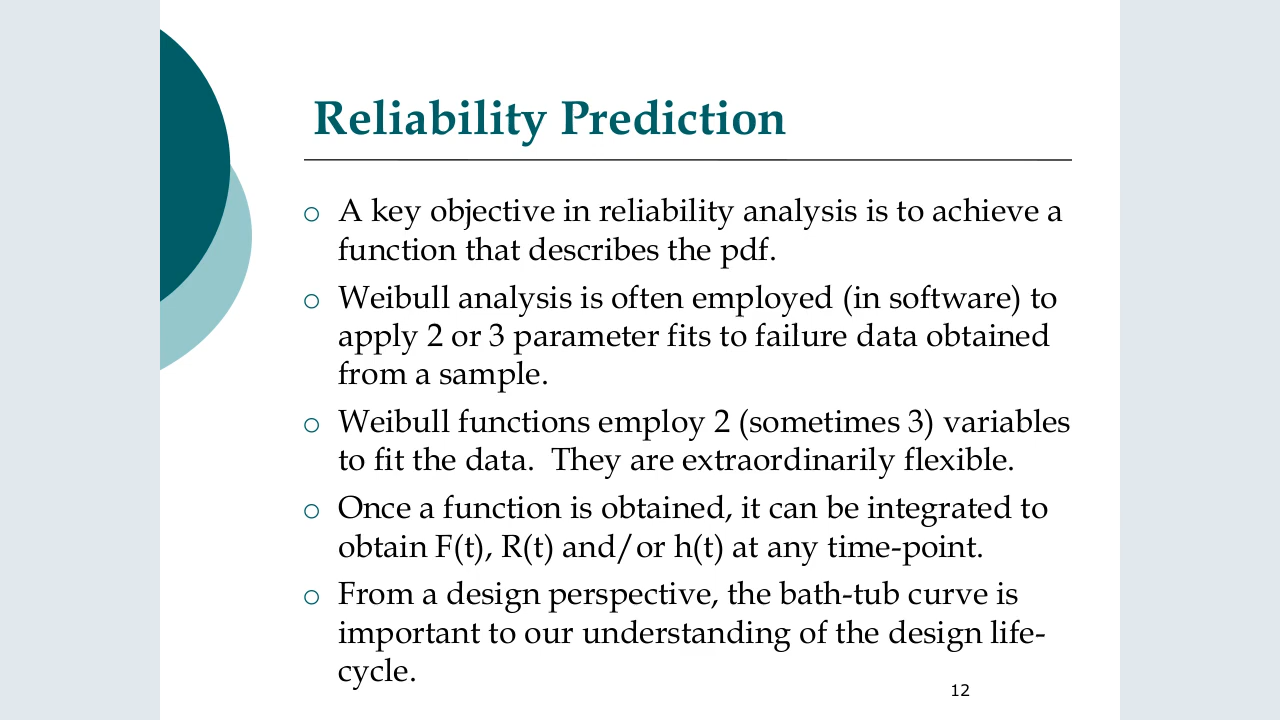 Reliability Prediction
o A key objective in reliability analysis is to achieve a
function that describes the pdf.
o Weibull analysis is often employed (in software) to
apply 2 or 3 parameter fits to failure data obtained
from a sample.
o Weibull functions employ 2 (sometimes 3) variables
to fit the data.  They are extraordinarily flexible.
o Once a function is obtained, it can be integrated to
obtain F(t), R(t) and/or h(t) at any time-point.
o From a design perspective, the bath-tub curve is
important to our understanding of the design life-
cycle.
12